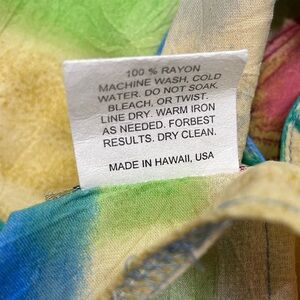 100 % RAYON
MACHINE WASH, COLD
WATER. DO NOT SOAK,
BLEACH, OR TWIST.
LINE DRY. WARM IRON
AS NEEDED. FORBEST
RESULTS. DRY CLEAN.
MADE IN HAWAII, USA